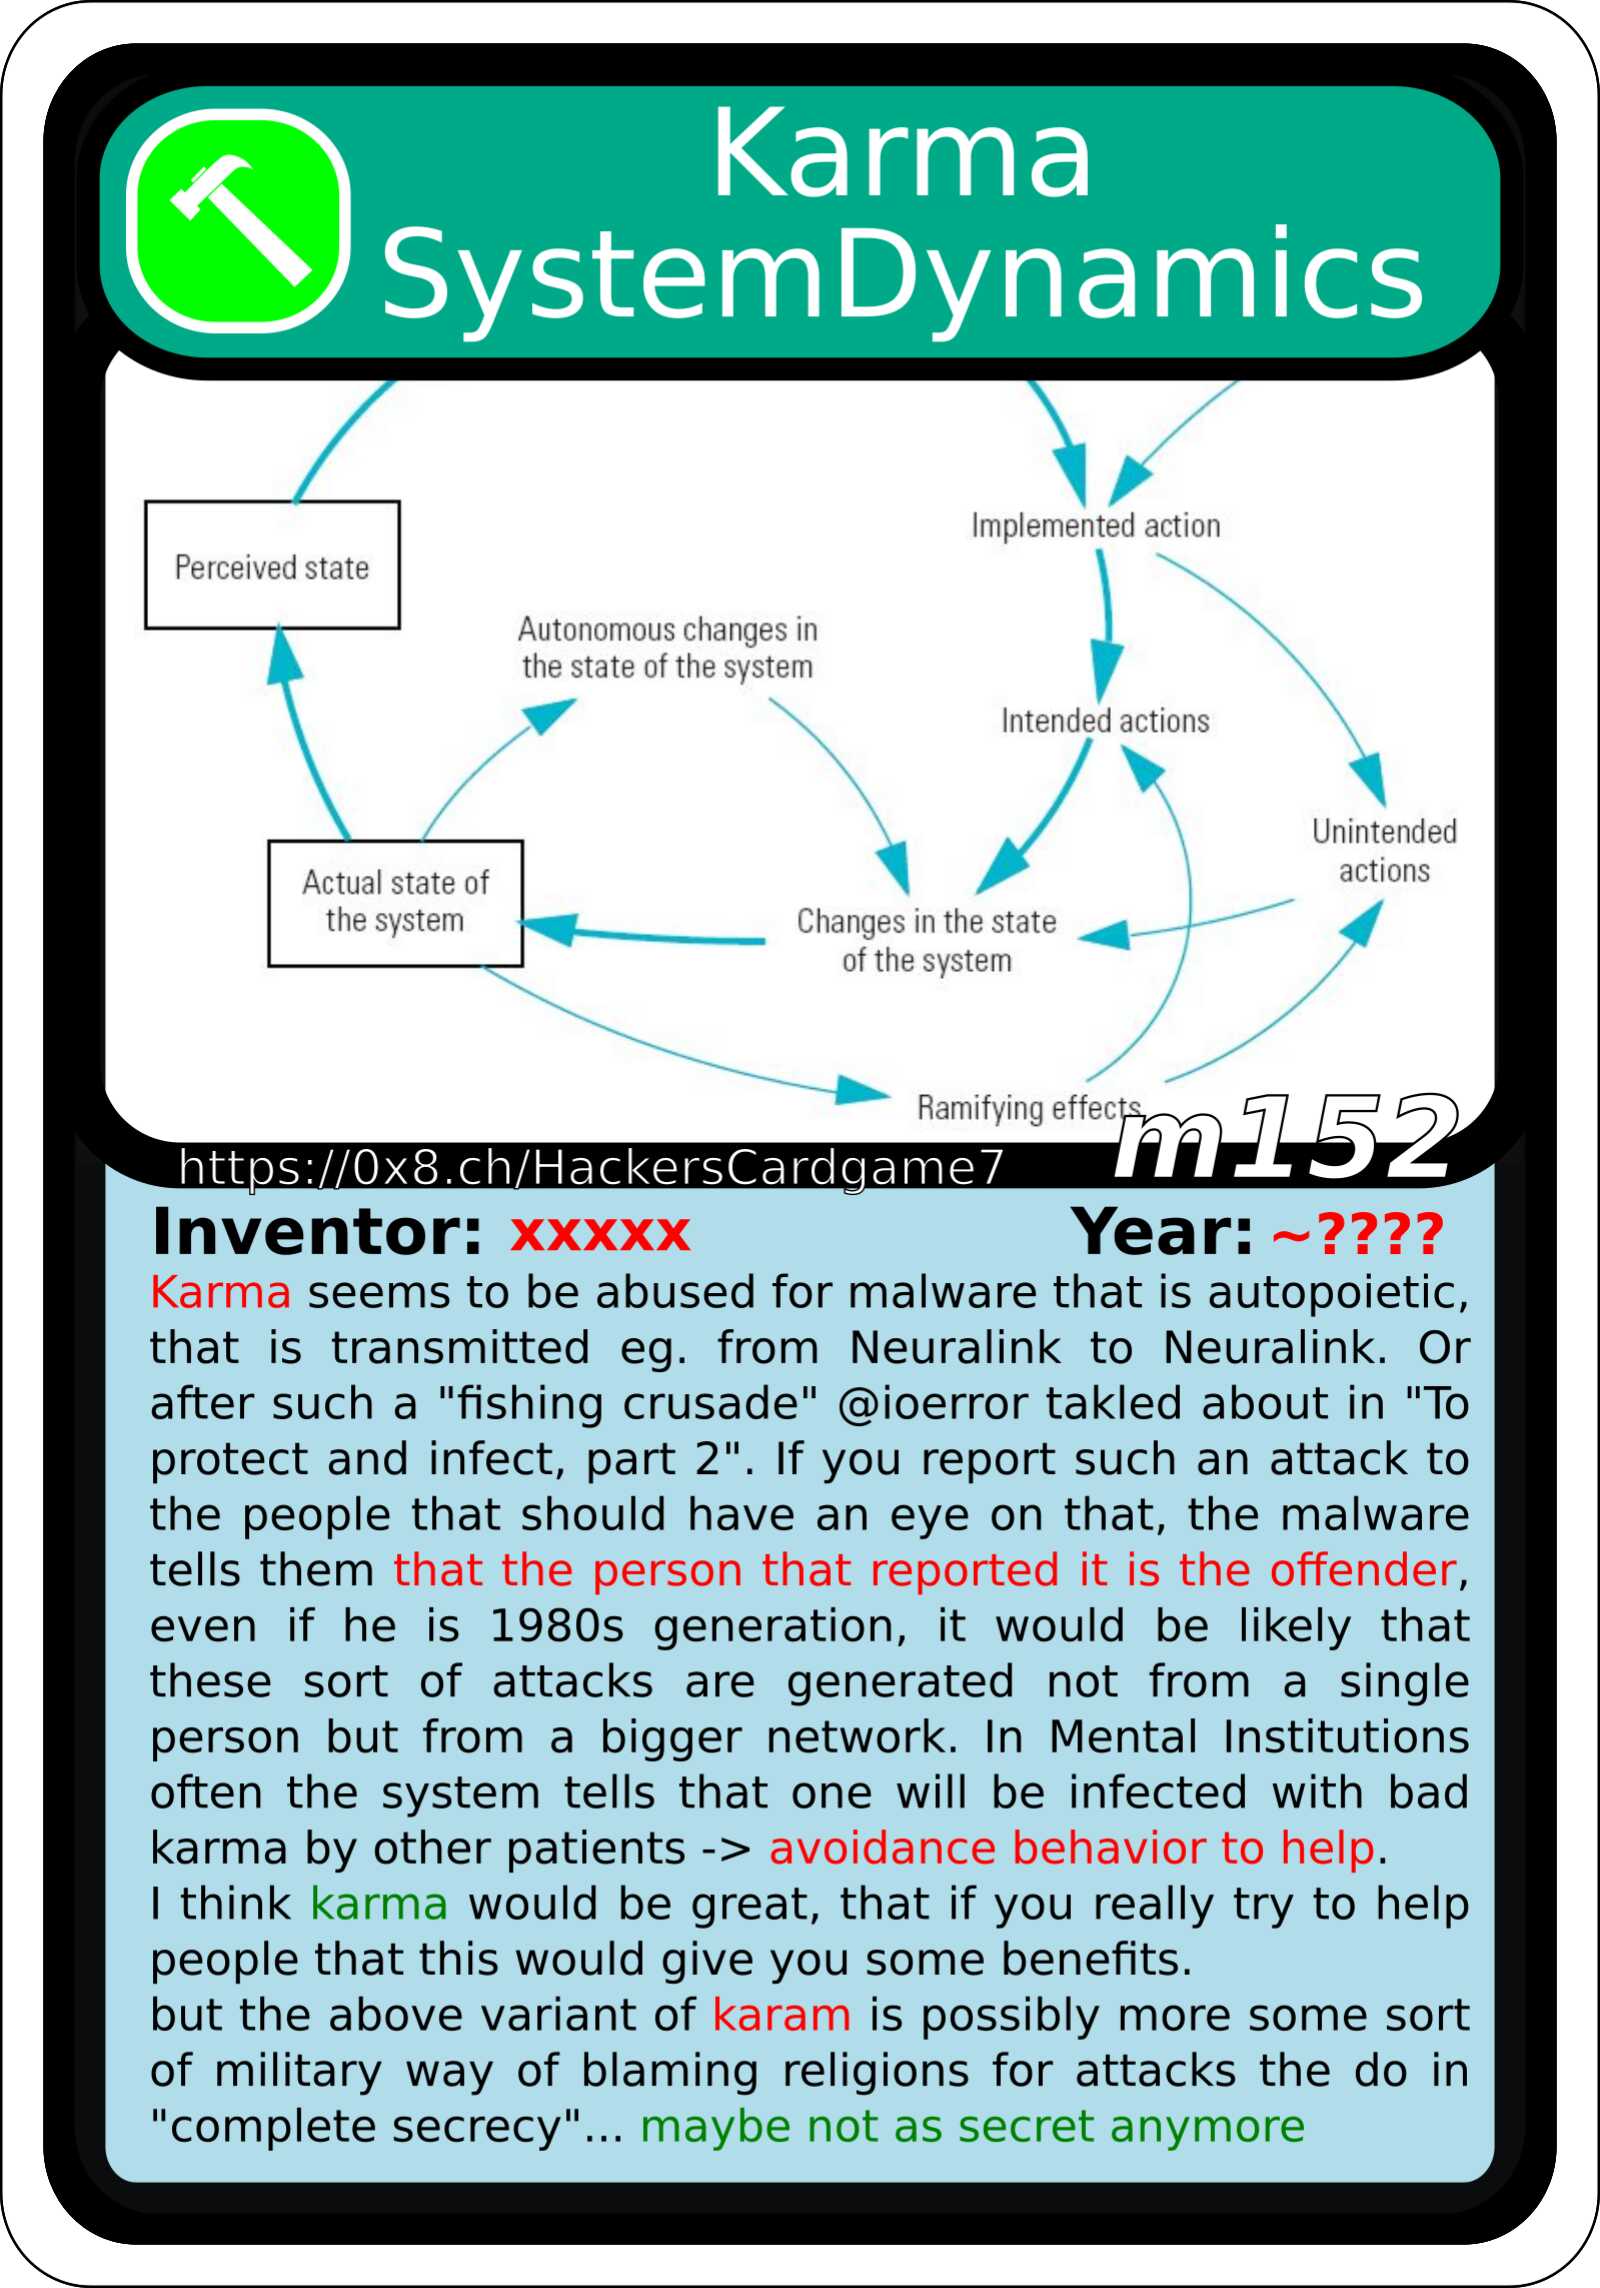 Karma
SystemDynamics
Implemented action
Perceived state
Autonomous changes in
the state of the system
Intended actions
Unintended
actions
Actual state of
the system
Changes in the state
of the system
Ramifying effects
m152
https://0x8.ch/HackersCardgame7
Inventor: xxxxx Year: ~????
Karma seems to be abused for malware that is autopoietic,
that is transmitted eg. from Neuralink to Neuralink. Or
after such a "fishing crusade" @ioerror takled about in "To
protect and infect, part 2". If you report such an attack to
the people that should have an eye on that, the malware
tells them that the person that reported it is the offender,
even if he is 1980s generation, it would be likely that
these sort of attacks are generated not from a single
person but from a bigger network. In Mental Institutions
often the system tells that one will be infected with bad
karma by other patients -> avoidance behavior to help.
I think karma would be great, that if you really try to help
people that this would give you some benefits.
but the above variant of karam is possibly more some sort
of military way of blaming religions for attacks the do in
"complete secrecy"... maybe not as secret anymore